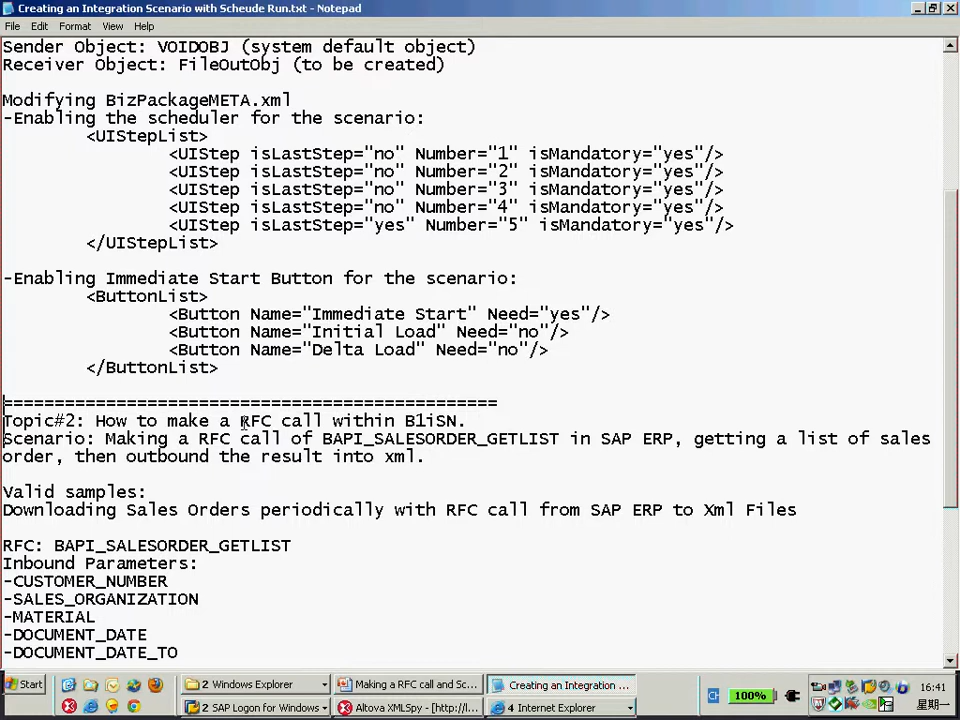 Creating an Integration Scenario with Scheude Run.txt - Notepad
File Edit Format View Help
Sender Object: VOIDOBJ (system default object)
Receiver Object: FileOutObj (to be created)
Modifying BizPackageMETA.xml
-Enabling the scheduler for the scenario:
<UIStepList>
<UIStep isLastStep="no" Number="1" isMandatory="yes"/>
<UIStep isLastStep="no" Number="2" isMandatory="yes"/>
<UIStep isLastStep="no" Number="3" isMandatory="yes"/>
<UIStep isLastStep="no" Number="4" isMandatory="yes"/>
<UIStep isLastStep="yes" Number="5" isMandatory="yes"/>
</UIStepList>
-Enabling Immediate Start Button for the scenario:
<ButtonList>
<Button Name="Immediate Start" Need="yes"/>
<Button Name="Initial Load" Need="no"/>
<Button Name="Delta Load" Need="no"/>
</ButtonList>
================================================
Topic#2: How to make a RFC call within B1iSN.
Scenario: Making a RFC call of BAPI_SALESORDER_GETLIST in SAP ERP, getting a list of sales
order, then outbound the result into xml.
Valid samples:
Downloading Sales Orders periodically with RFC call from SAP ERP to Xml Files
RFC: BAPI_SALESORDER_GETLIST
Inbound Parameters:
-CUSTOMER_NUMBER
-SALES_ORGANIZATION
-MATERIAL
-DOCUMENT_DATE
-DOCUMENT_DATE_TO
Start 2 Windows Explorer Making a RFC call and Sc... Creating an Integration ... 100% 16:41
2 SAP Logon for Windows Altova XMLSpy - [http://l... 4 Internet Explorer 星期一